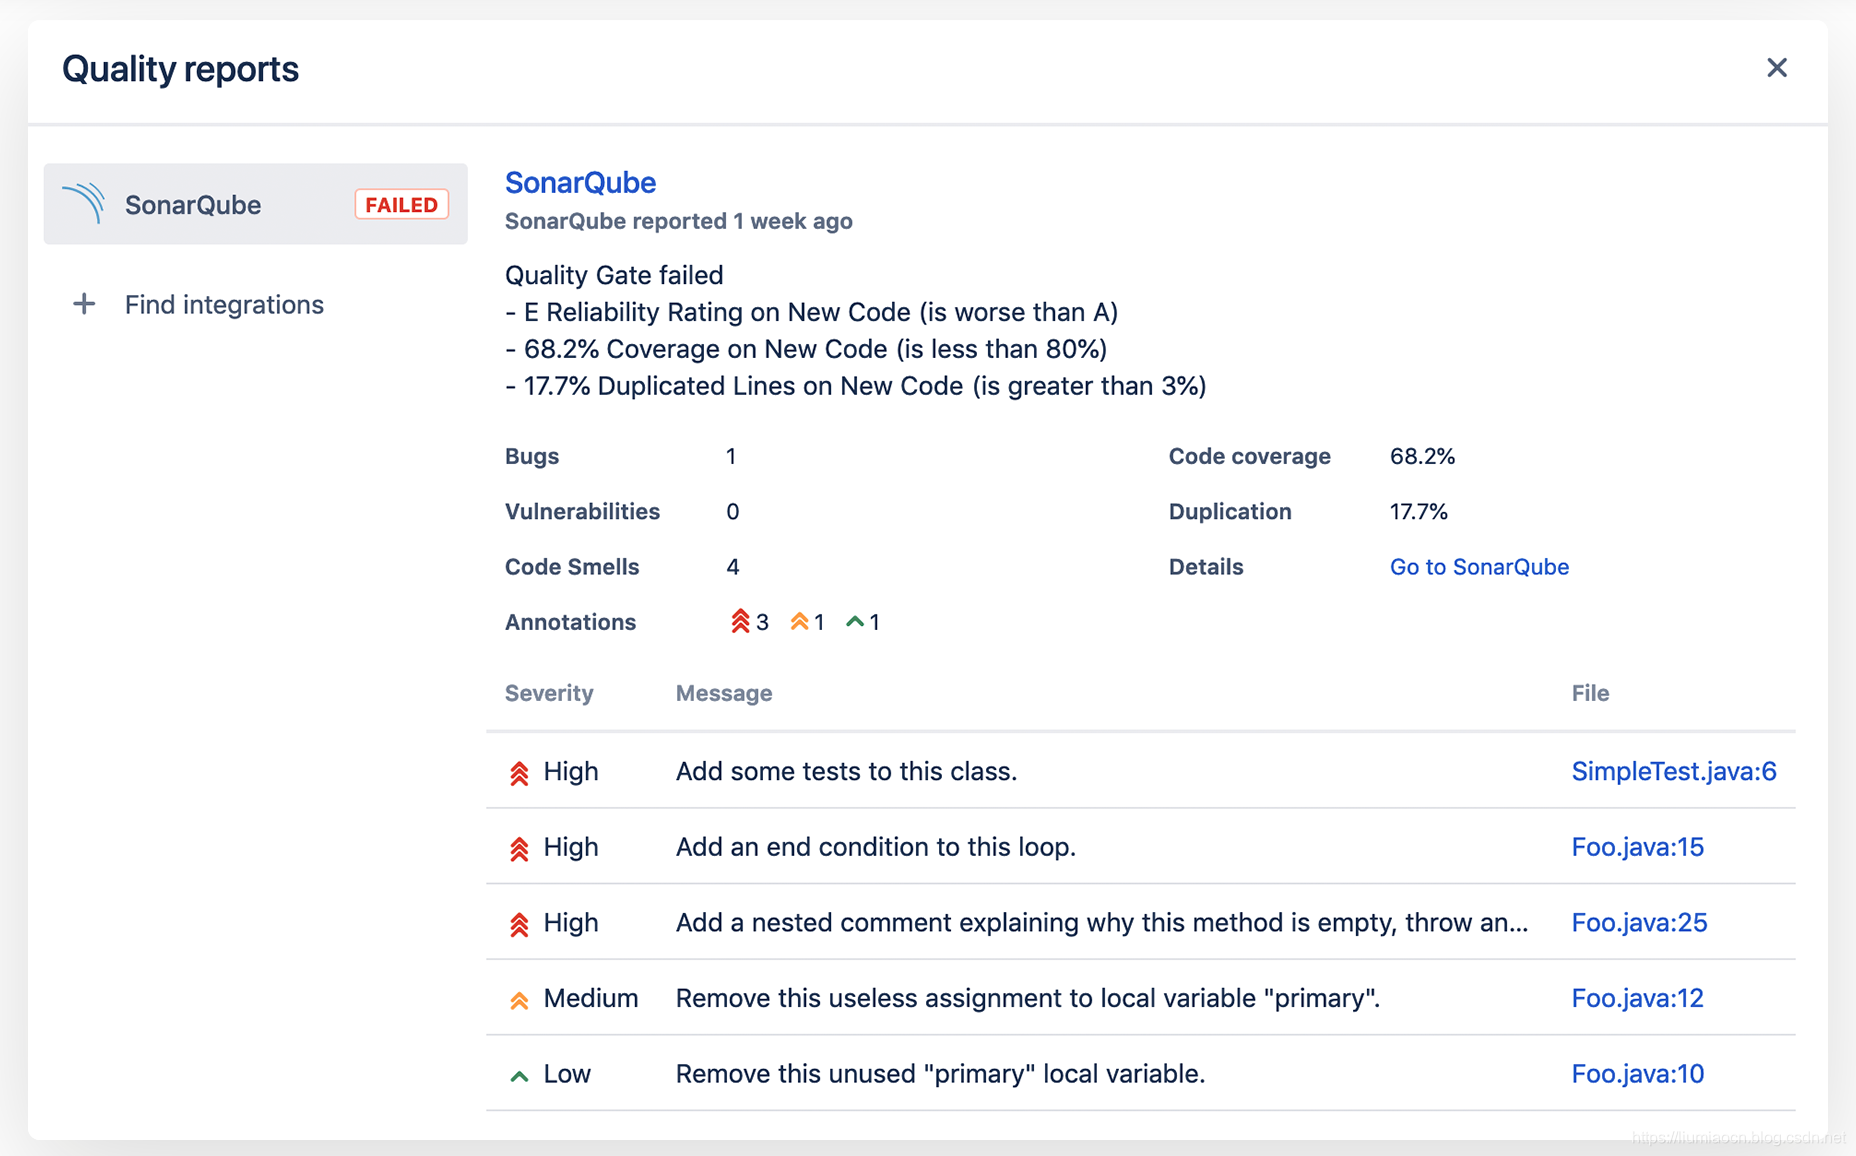 Quality reports
SonarQube FAILED
Find integrations
SonarQube
SonarQube reported 1 week ago
Quality Gate failed
- E Reliability Rating on New Code (is worse than A)
- 68.2% Coverage on New Code (is less than 80%)
- 17.7% Duplicated Lines on New Code (is greater than 3%)
Bugs 1 Code coverage 68.2%
Vulnerabilities 0 Duplication 17.7%
Code Smells 4 Details Go to SonarQube
Annotations 3 1 1
Severity Message File
High Add some tests to this class. SimpleTest.java:6
High Add an end condition to this loop. Foo.java:15
High Add a nested comment explaining why this method is empty, throw an... Foo.java:25
Medium Remove this useless assignment to local variable "primary". Foo.java:12
Low Remove this unused "primary" local variable. Foo.java:10
https://liumiaocn.blog.csdn.net